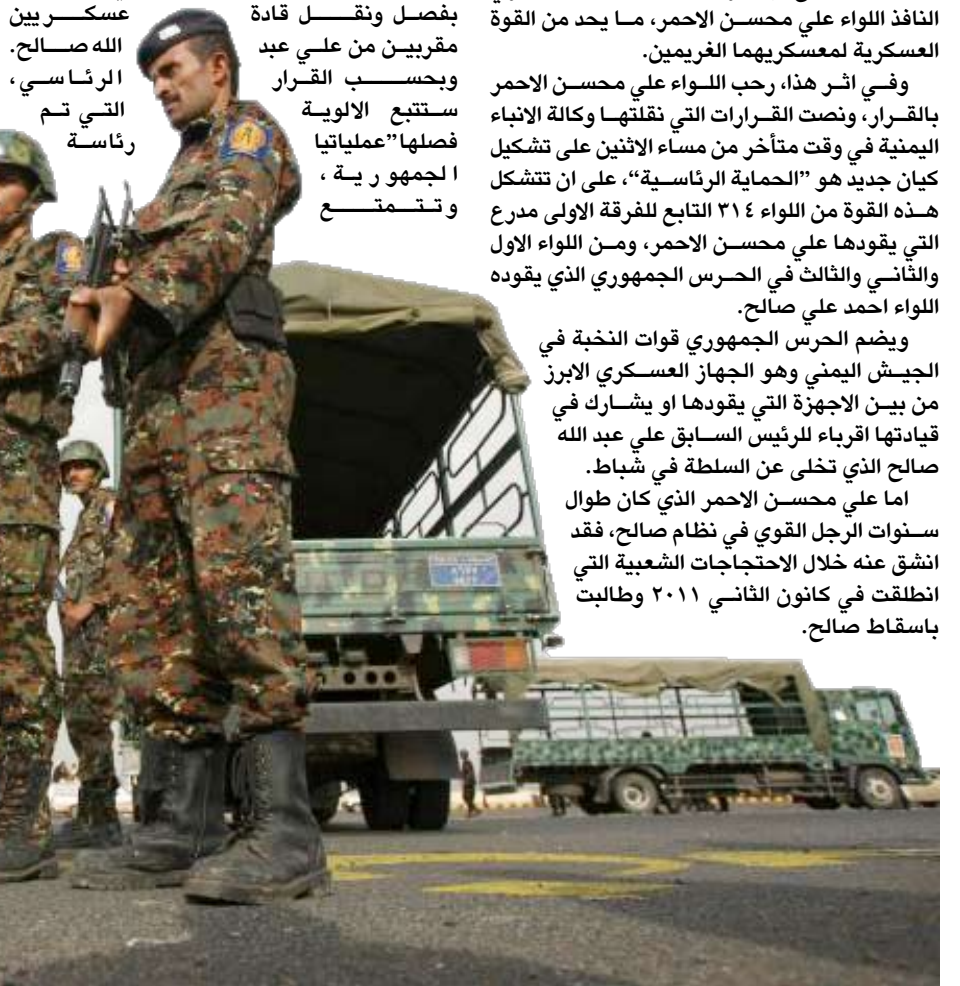 النافذ اللواء علي محسن الاحمر، ما يحد من القوة
العسكرية لمعسكريهما الغريمين.
وفي اثر هذا، رحب اللواء علي محسن الاحمر
بالقرار، ونصت القرارات التي نقلتها وكالة الانباء
اليمنية في وقت متأخر من مساء الاثنين على تشكيل
كيان جديد هو ”الحماية الرئاسية“، على ان تتشكل
هذه القوة من اللواء ٣١٤ التابع للفرقة الاولى مدرع
التي يقودها علي محسن الاحمر، ومن اللواء الاول
والثاني والثالث في الحرس الجمهوري الذي يقوده
اللواء احمد علي صالح.
ويضم الحرس الجمهوري قوات النخبة في
الجيش اليمني وهو الجهاز العسكري الابرز
من بين الاجهزة التي يقودها او يشارك في
قيادتها اقرباء للرئيس السابق علي عبد الله
صالح الذي تخلى عن السلطة في شباط.
اما علي محسن الاحمر الذي كان طوال
سنوات الرجل القوي في نظام صالح، فقد
انشق عنه خلال الاحتجاجات الشعبية التي
انطلقت في كانون الثاني ٢٠١١ وطالبت
باسقاط صالح.
بفصل ونقل قادة عسكريين
مقربين من علي عبد الله صالح.
وبحسب القرار الرئاسي،
ستتبع الالوية التي تم
فصلها”عملياتيا رئاسة
الجمهورية ،
وتتمتع